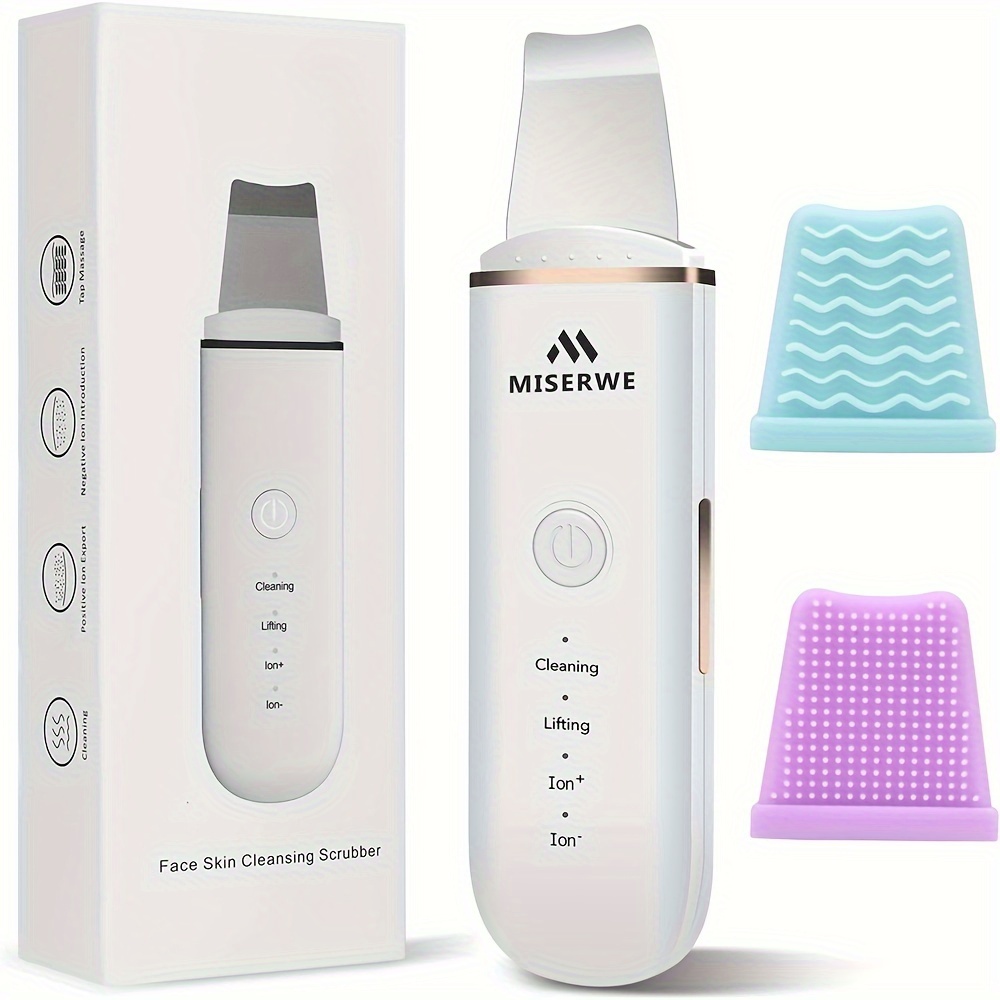 Tap Massage
Negative Ion Introduction
Positive Ion Export
Cleaning
Cleaning
Lifting
Ion+
Ion-
Face Skin Cleansing Scrubber
MISERWE
Cleaning
Lifting
Ion⁺
Ion⁻